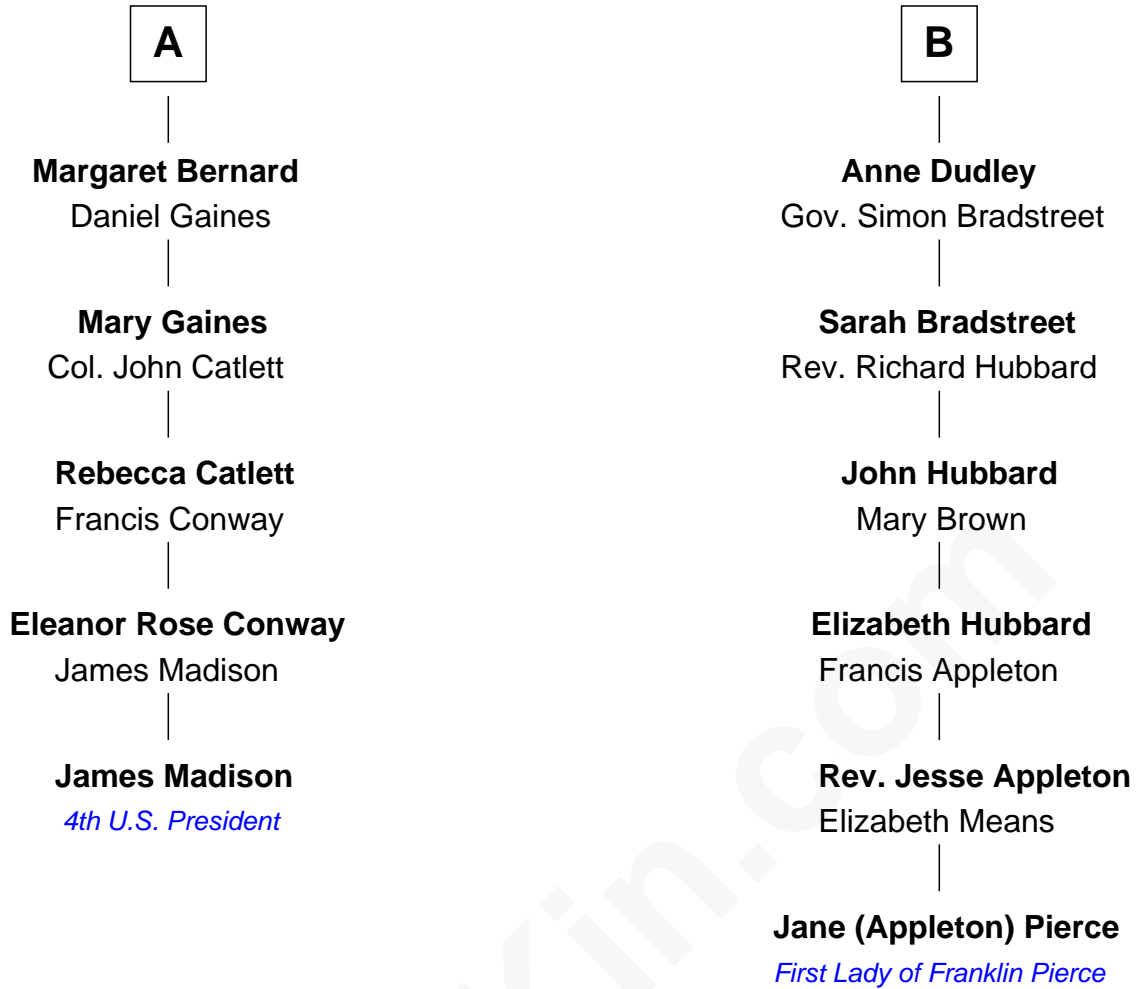 A
Margaret Bernard
Daniel Gaines
Mary Gaines
Col. John Catlett
Rebecca Catlett
Francis Conway
Eleanor Rose Conway
James Madison
James Madison
4th U.S. President
B
Anne Dudley
Gov. Simon Bradstreet
Sarah Bradstreet
Rev. Richard Hubbard
John Hubbard
Mary Brown
Elizabeth Hubbard
Francis Appleton
Rev. Jesse Appleton
Elizabeth Means
Jane (Appleton) Pierce
First Lady of Franklin Pierce
Kin.com